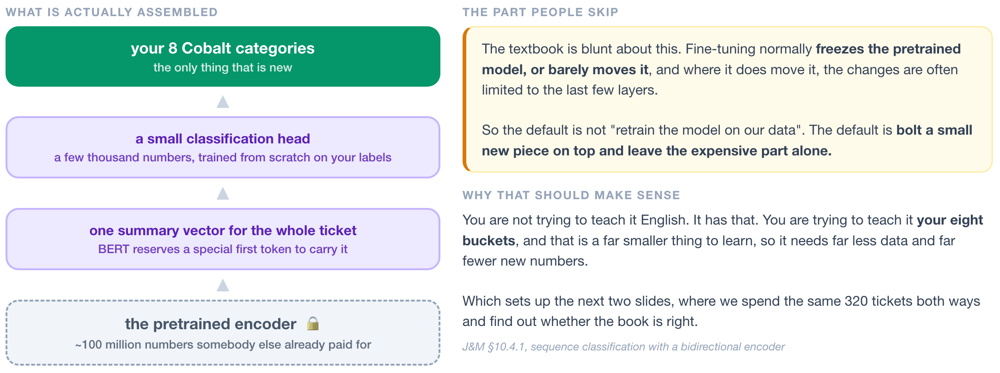 WHAT IS ACTUALLY ASSEMBLED
your 8 Cobalt categories
the only thing that is new
a small classification head
a few thousand numbers, trained from scratch on your labels
one summary vector for the whole ticket
BERT reserves a special first token to carry it
the pretrained encoder 🔒
~100 million numbers somebody else already paid for
THE PART PEOPLE SKIP
The textbook is blunt about this. Fine-tuning normally freezes the pretrained
model, or barely moves it, and where it does move it, the changes are often
limited to the last few layers.
So the default is not "retrain the model on our data". The default is bolt a small
new piece on top and leave the expensive part alone.
WHY THAT SHOULD MAKE SENSE
You are not trying to teach it English. It has that. You are trying to teach it your eight
buckets, and that is a far smaller thing to learn, so it needs far less data and far
fewer new numbers.
Which sets up the next two slides, where we spend the same 320 tickets both ways
and find out whether the book is right.
J&M §10.4.1, sequence classification with a bidirectional encoder